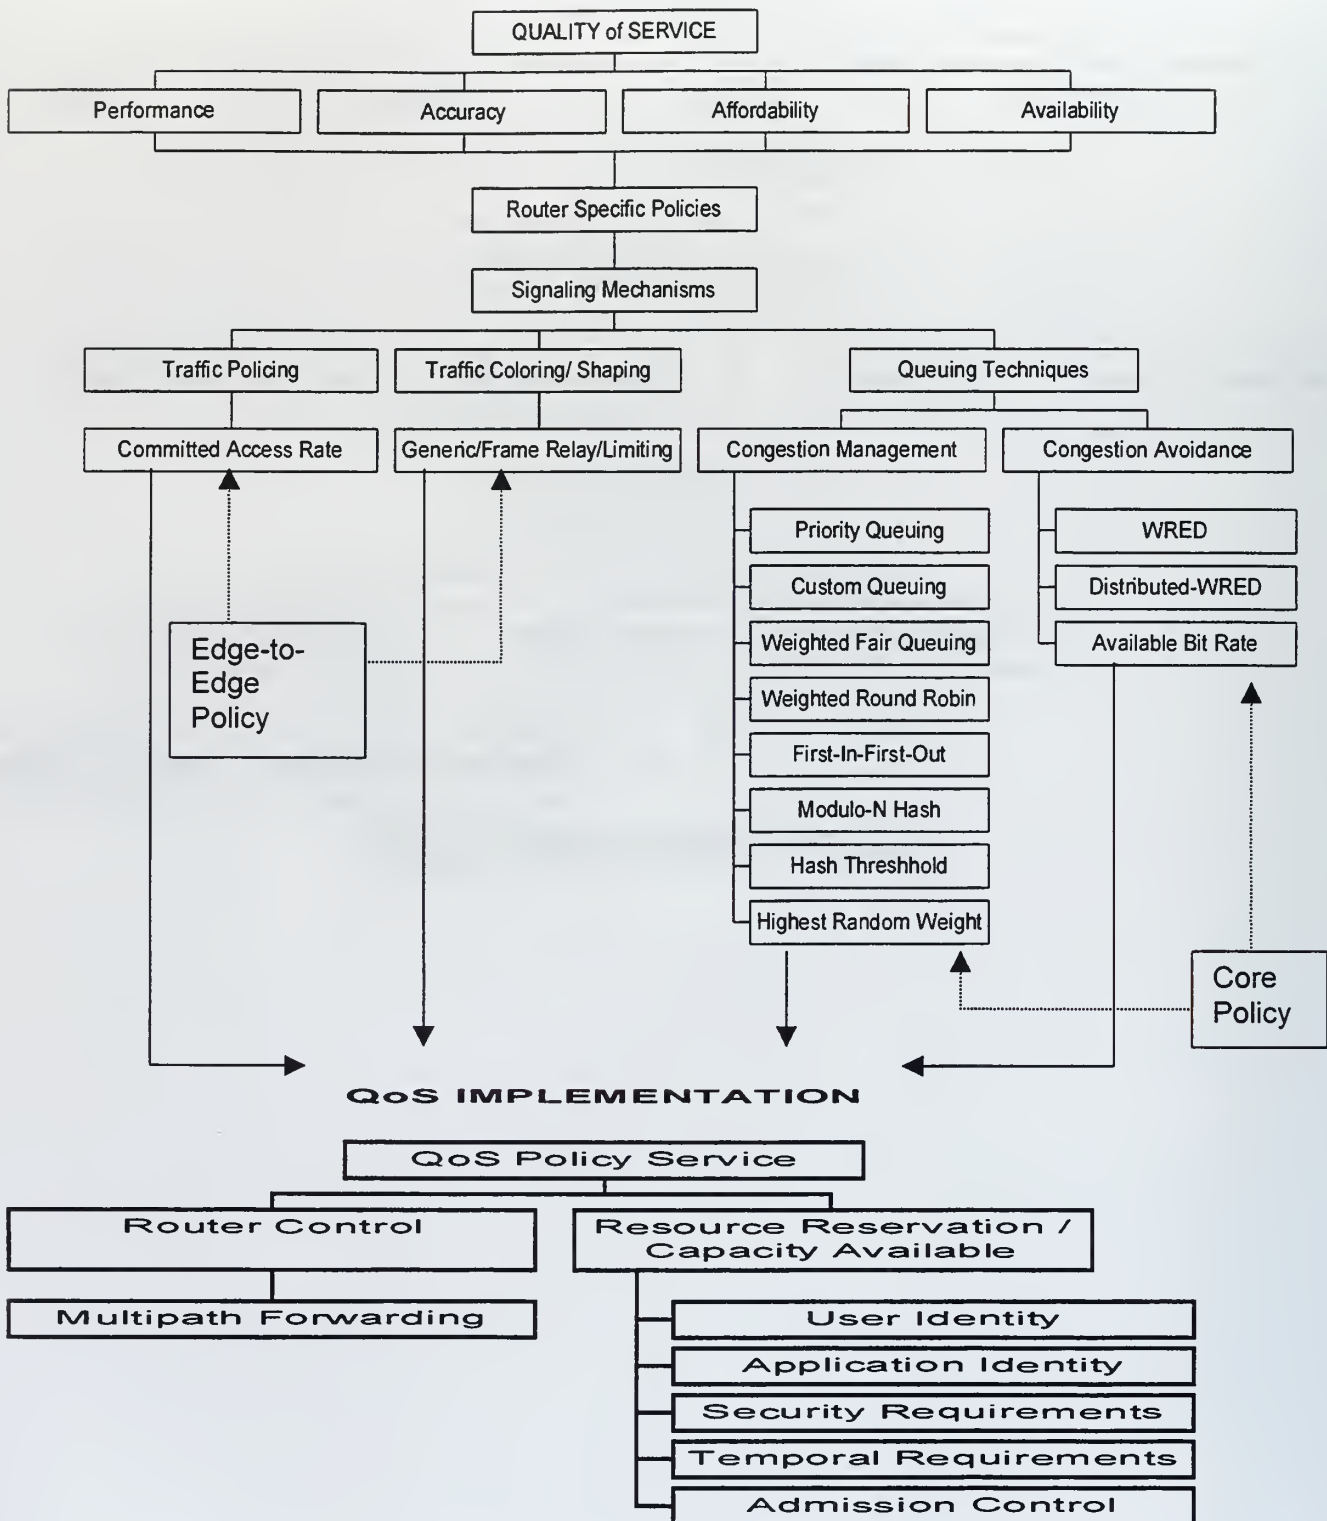 QUALITY of SERVICE
Performance
Accuracy
Affordability
Availability
Router Specific Policies
Signaling Mechanisms
Traffic Policing
Traffic Coloring/ Shaping
Queuing Techniques
Committed Access Rate
Generic/Frame Relay/Limiting
Congestion Management
Congestion Avoidance
Priority Queuing
Custom Queuing
Weighted Fair Queuing
Weighted Round Robin
First-In-First-Out
Modulo-N Hash
Hash Threshhold
Highest Random Weight
WRED
Distributed-WRED
Available Bit Rate
Edge-to-
Edge
Policy
Core
Policy
QoS IMPLEMENTATION
QoS Policy Service
Router Control
Multipath Forwarding
Resource Reservation /
Capacity Available
User Identity
Application Identity
Security Requirements
Temporal Requirements
Admission Control